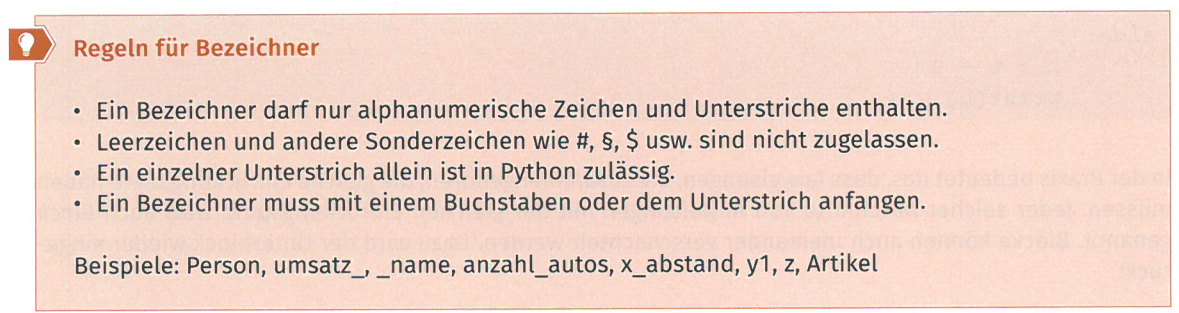 Regeln für Bezeichner
• Ein Bezeichner darf nur alphanumerische Zeichen und Unterstriche enthalten.
• Leerzeichen und andere Sonderzeichen wie #, §, $ usw. sind nicht zugelassen.
• Ein einzelner Unterstrich allein ist in Python zulässig.
• Ein Bezeichner muss mit einem Buchstaben oder dem Unterstrich anfangen.
Beispiele: Person, umsatz_, _name, anzahl_autos, x_abstand, y1, z, Artikel